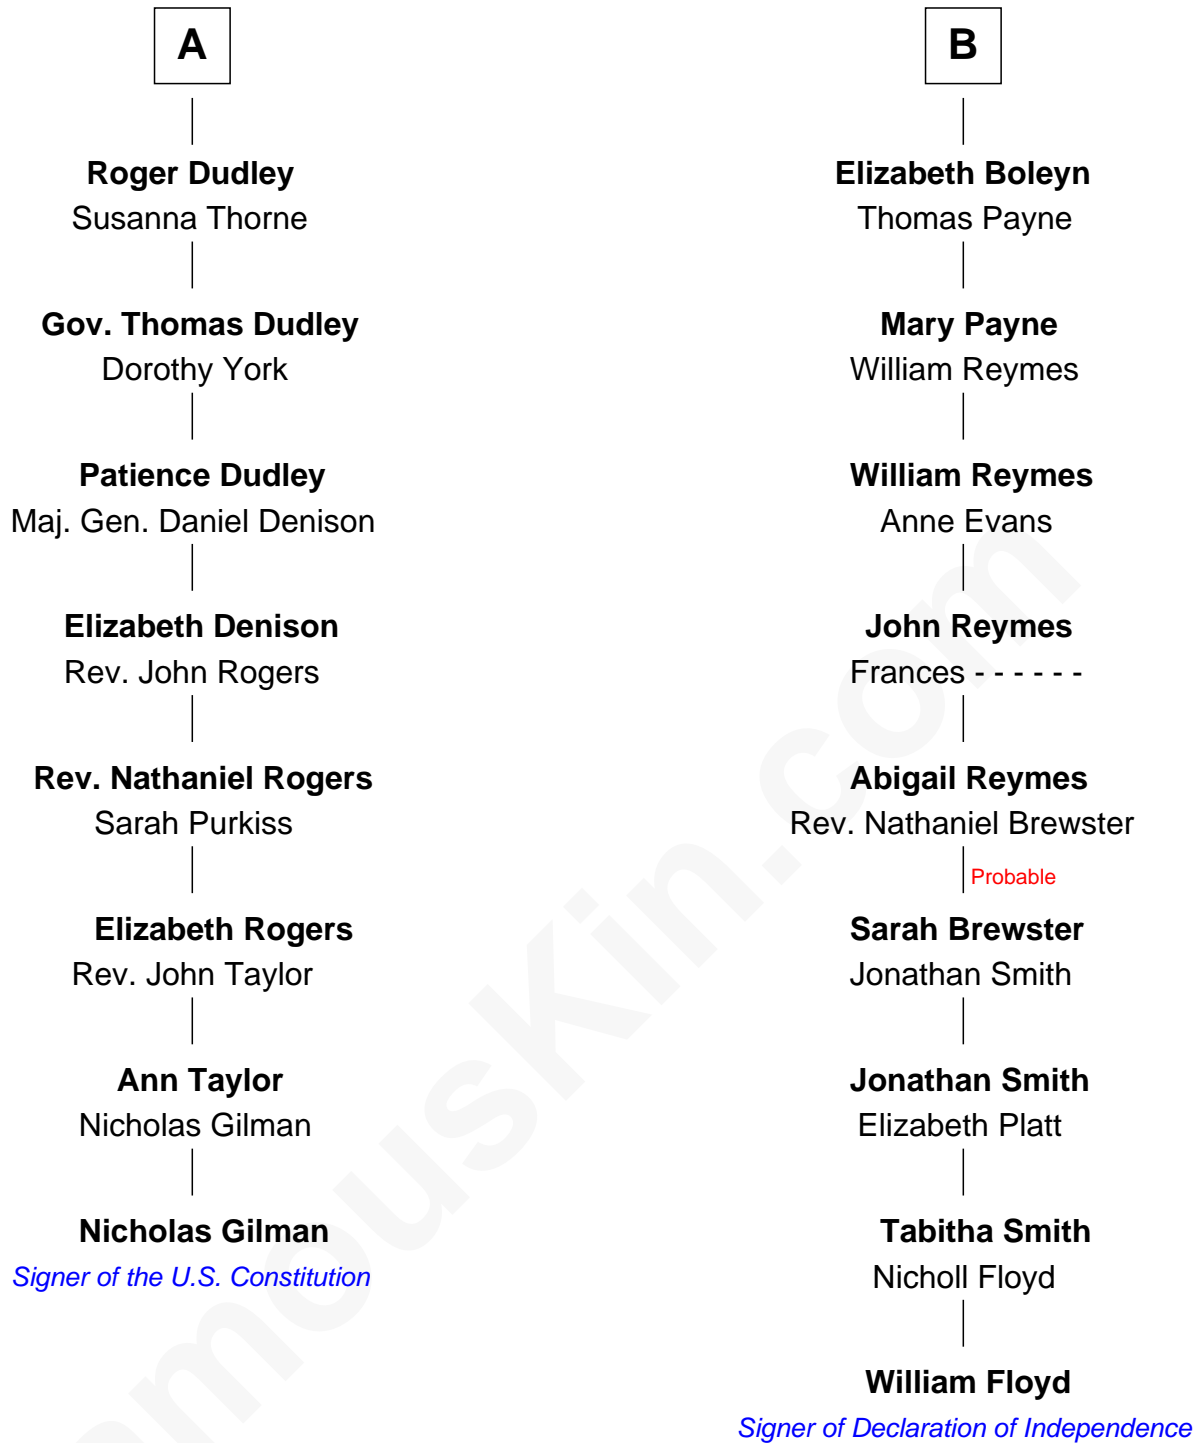 A
Roger Dudley
Susanna Thorne
Gov. Thomas Dudley
Dorothy York
Patience Dudley
Maj. Gen. Daniel Denison
Elizabeth Denison
Rev. John Rogers
Rev. Nathaniel Rogers
Sarah Purkiss
Elizabeth Rogers
Rev. John Taylor
Ann Taylor
Nicholas Gilman
Nicholas Gilman
Signer of the U.S. Constitution
B
Elizabeth Boleyn
Thomas Payne
Mary Payne
William Reymes
William Reymes
Anne Evans
John Reymes
Frances - - - - - -
Abigail Reymes
Rev. Nathaniel Brewster
Probable
Sarah Brewster
Jonathan Smith
Jonathan Smith
Elizabeth Platt
Tabitha Smith
Nicholl Floyd
William Floyd
Signer of Declaration of Independence
amouskin.com